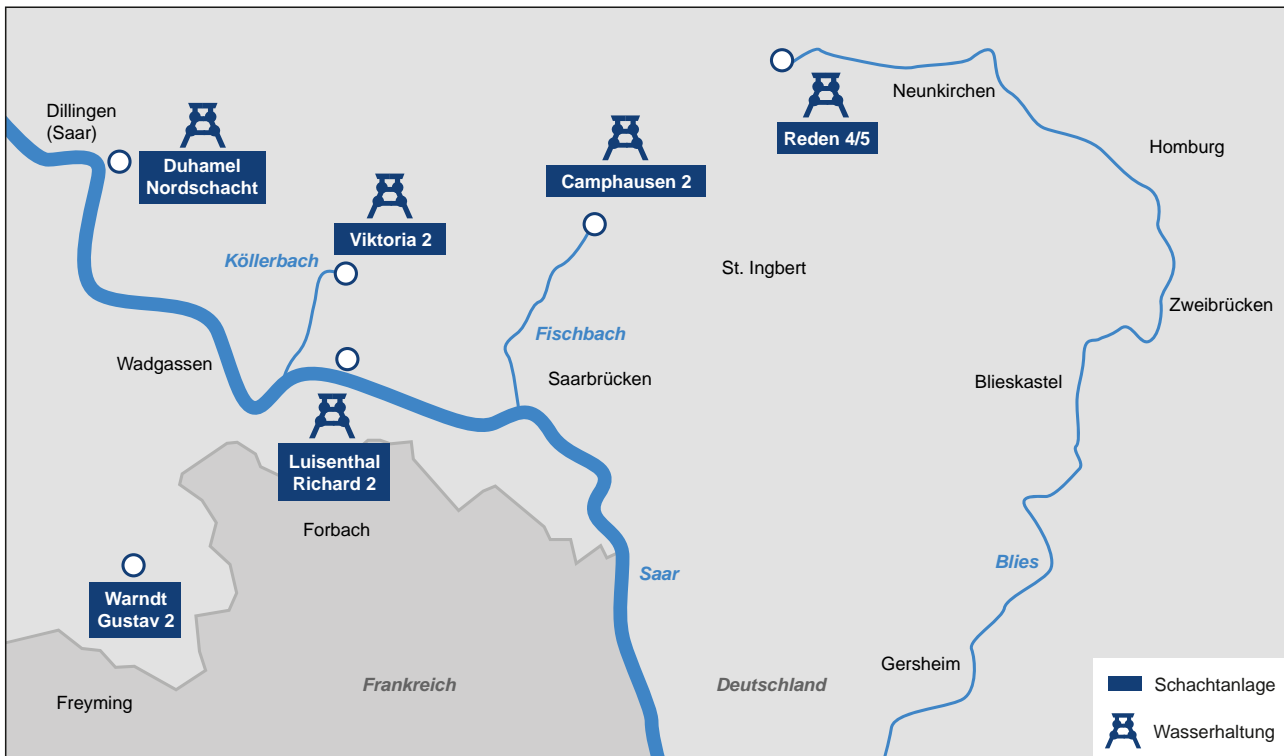 Dillingen
(Saar)
Duhamel
Nordschacht
Viktoria 2
Köllerbach
Camphausen 2
Reden 4/5
Neunkirchen
Homburg
St. Ingbert
Zweibrücken
Fischbach
Wadgassen
Saarbrücken
Blieskastel
Luisenthal
Richard 2
Forbach
Saar
Blies
Warndt
Gustav 2
Gersheim
Freyming
Frankreich
Deutschland
Schachtanlage
Wasserhaltung